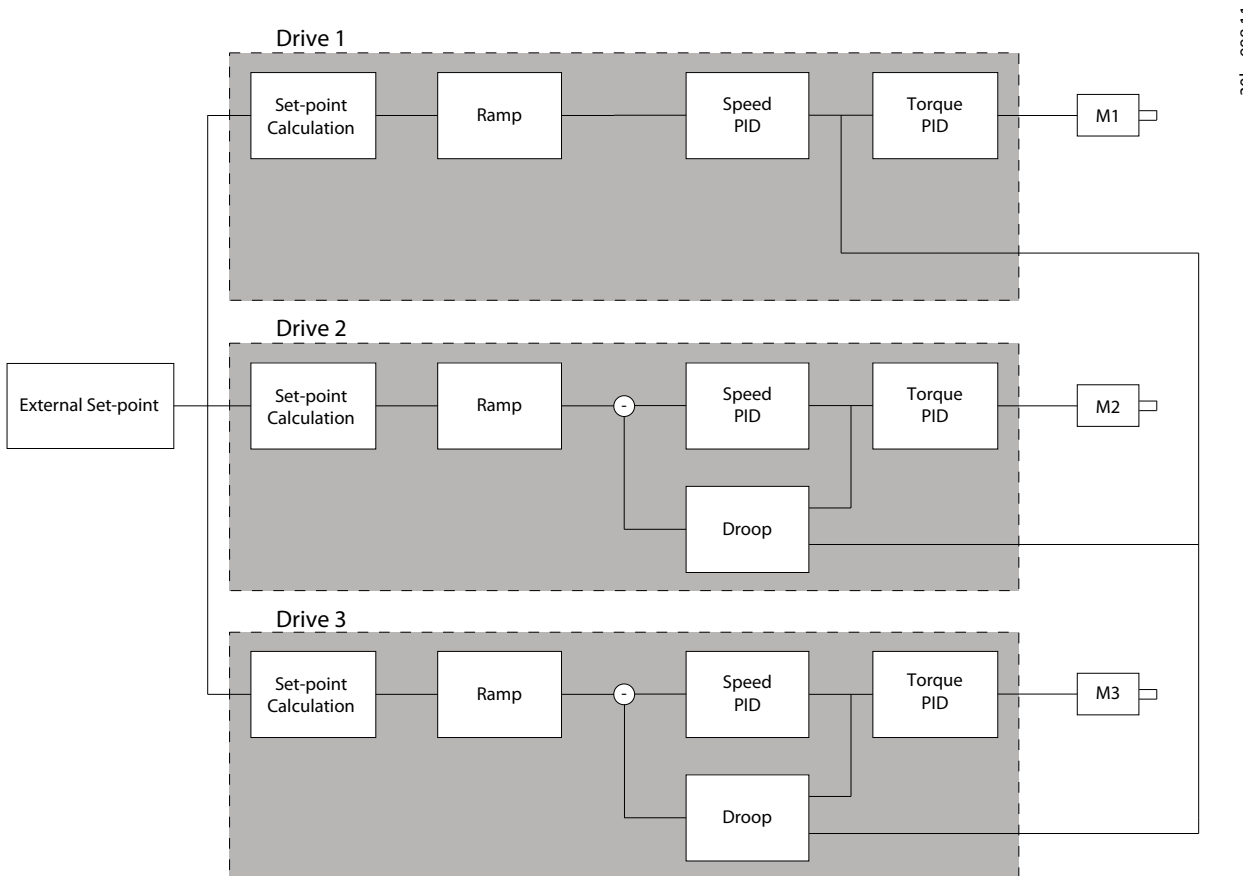 Drive 1
Set-point
Calculation
Ramp
Speed
PID
Torque
PID
M1
Drive 2
External Set-point
Set-point
Calculation
Ramp
-
Speed
PID
Torque
PID
M2
Droop
Drive 3
Set-point
Calculation
Ramp
-
Speed
PID
Torque
PID
M3
Droop